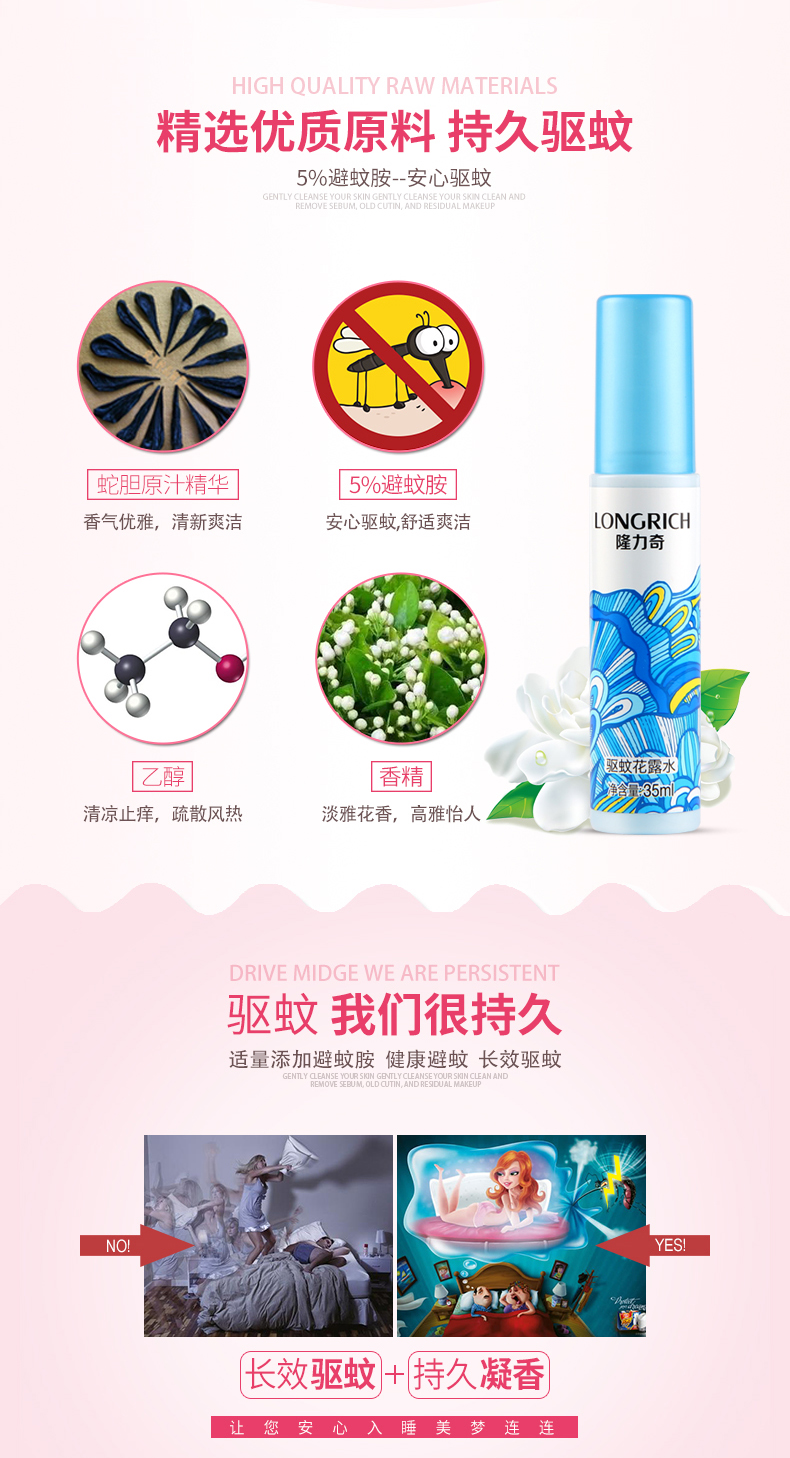 HIGH QUALITY RAW MATERIALS
精选优质原料 持久驱蚊
5%避蚊胺--安心驱蚊
GENTLY CLEANSE YOUR SKIN GENTLY CLEANSE YOUR SKIN CLEAN AND
REMOVE SEBUM, OLD CUTIN, AND RESIDUAL MAKEUP
蛇胆原汁精华
香气优雅，清新爽洁
5%避蚊胺
安心驱蚊,舒适爽洁
LONGRICH
隆力奇
驱蚊花露水
净含量:35ml
乙醇
清凉止痒，疏散风热
香精
淡雅花香，高雅怡人
DRIVE MIDGE WE ARE PERSISTENT
驱蚊 我们很持久
适量添加避蚊胺 健康避蚊 长效驱蚊
GENTLY CLEANSE YOUR SKIN GENTLY CLEANSE YOUR SKIN CLEAN AND
REMOVE SEBUM, OLD CUTIN, AND RESIDUAL MAKEUP
NO!
YES!
长效驱蚊+持久凝香
让您安心入睡美梦连连